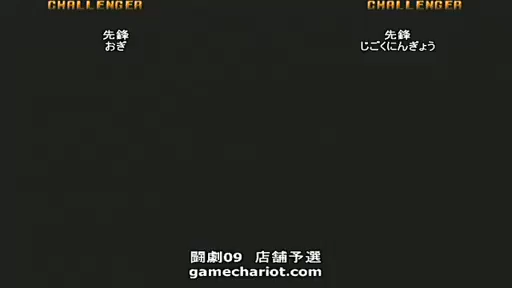 CHALLENGER CHALLENGER
先鋒 先鋒
おぎ じごくにんぎょう
闘劇09 店舗予選
gamechariot.com